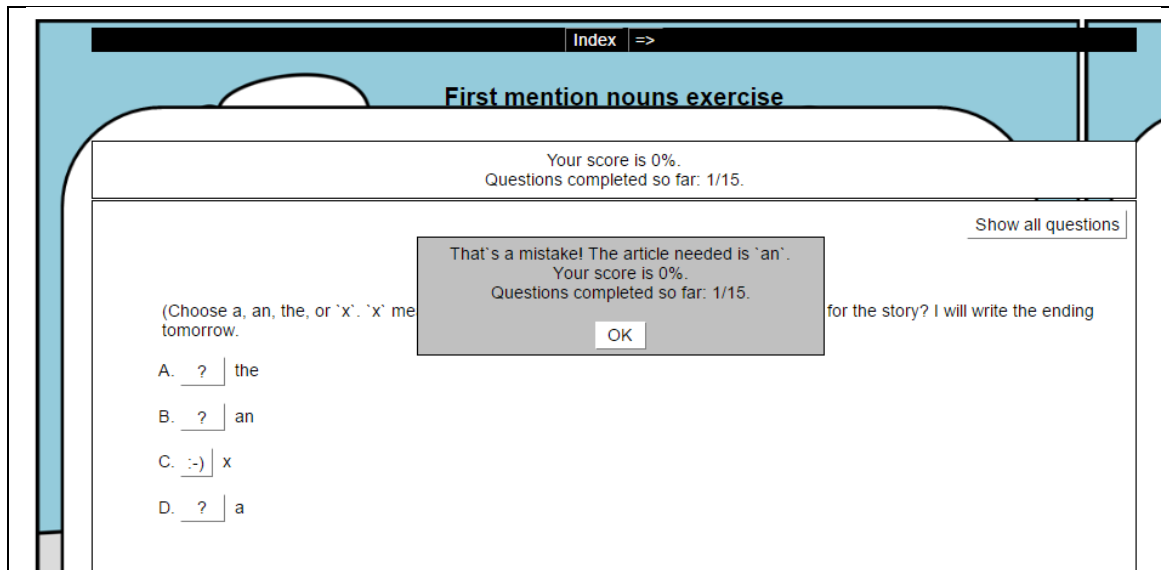 Index =>
First mention nouns exercise
Your score is 0%.
Questions completed so far: 1/15.
Show all questions
That`s a mistake! The article needed is `an`.
Your score is 0%.
Questions completed so far: 1/15.
OK
(Choose a, an, the, or `x`. `x` me for the story? I will write the ending
tomorrow.
A. ? the
B. ? an
C. :-) x
D. ? a